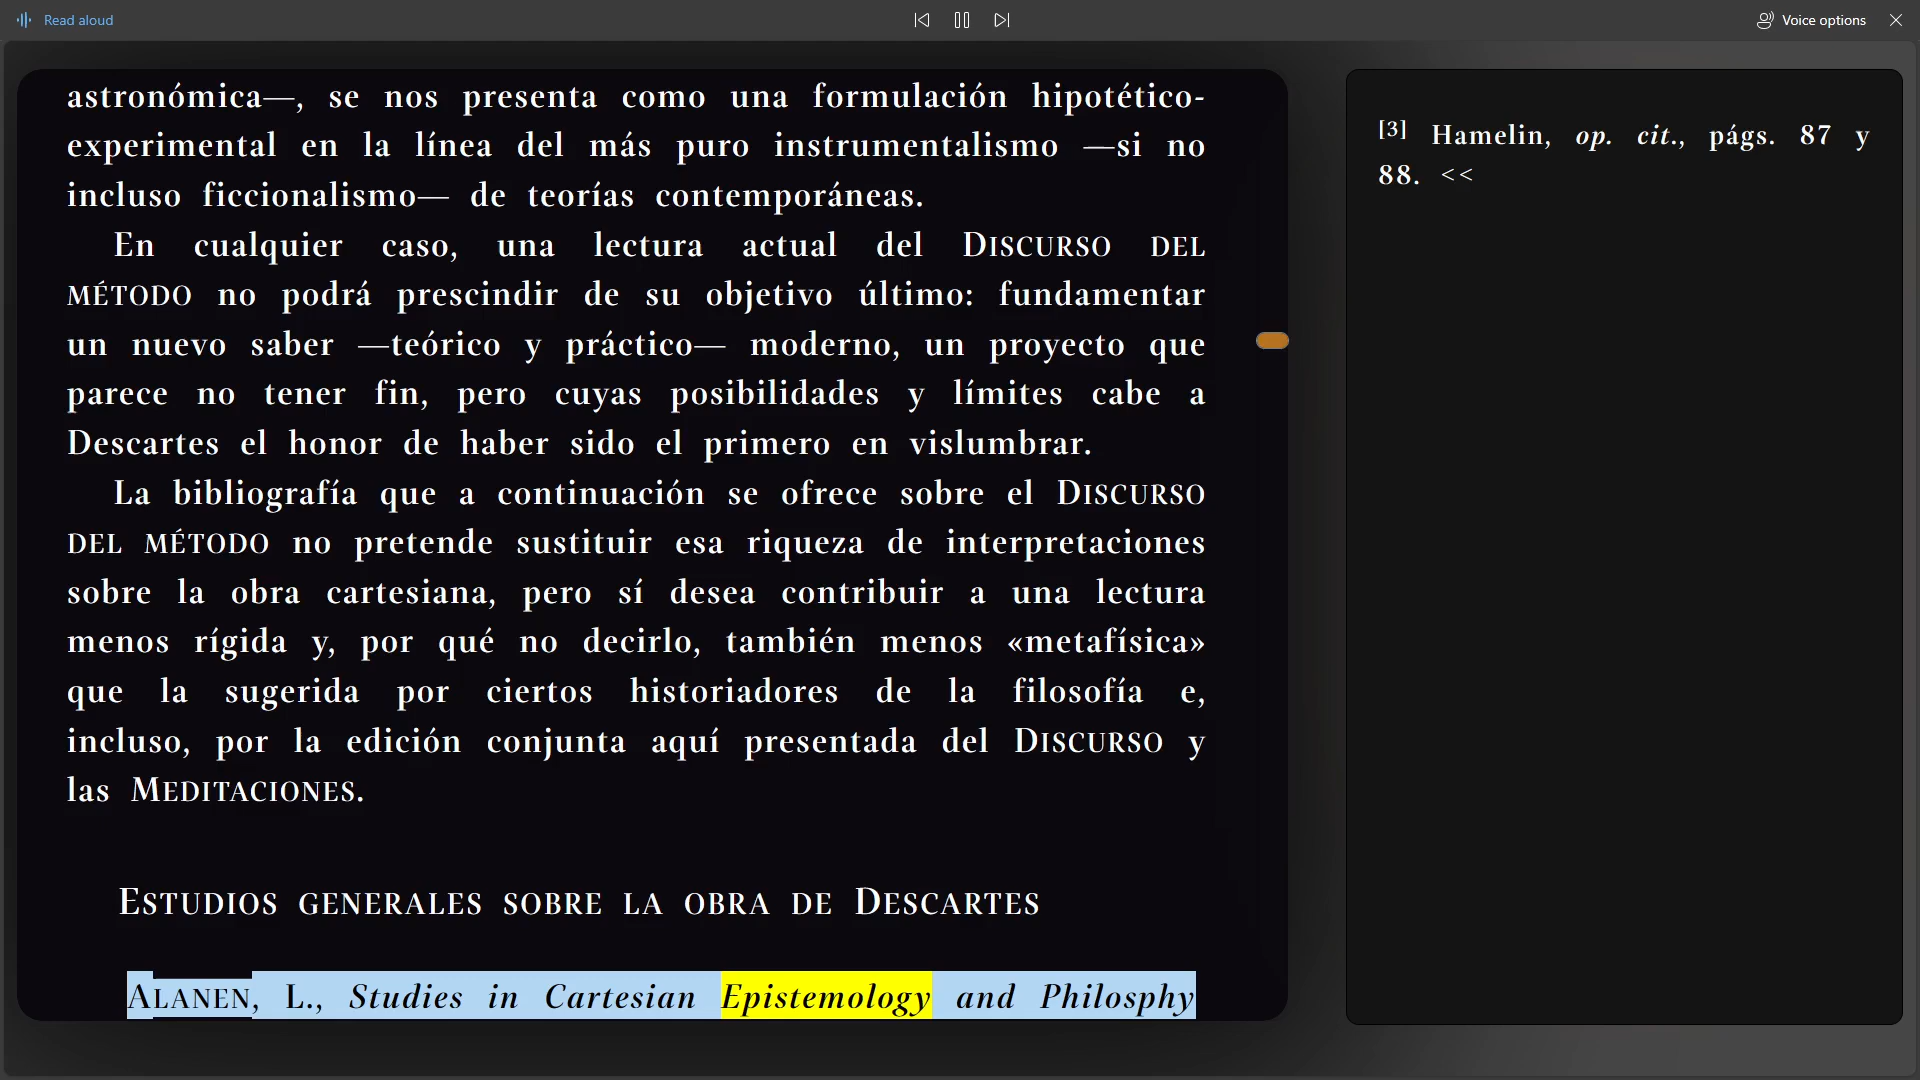 Read aloud
Voice options
astronómica—, se nos presenta como una formulación hipotético-
experimental en la línea del más puro instrumentalismo —si no
incluso ficcionalismo— de teorías contemporáneas.
En cualquier caso, una lectura actual del DISCURSO DEL
MÉTODO no podrá prescindir de su objetivo último: fundamentar
un nuevo saber —teórico y práctico— moderno, un proyecto que
parece no tener fin, pero cuyas posibilidades y límites cabe a
Descartes el honor de haber sido el primero en vislumbrar.
La bibliografía que a continuación se ofrece sobre el DISCURSO
DEL MÉTODO no pretende sustituir esa riqueza de interpretaciones
sobre la obra cartesiana, pero sí desea contribuir a una lectura
menos rígida y, por qué no decirlo, también menos «metafísica»
que la sugerida por ciertos historiadores de la filosofía e,
incluso, por la edición conjunta aquí presentada del DISCURSO y
las MEDITACIONES.
ESTUDIOS GENERALES SOBRE LA OBRA DE DESCARTES
ALANEN, L., Studies in Cartesian Epistemology and Philosphy
[3] Hamelin, op. cit., págs. 87 y
88. <<